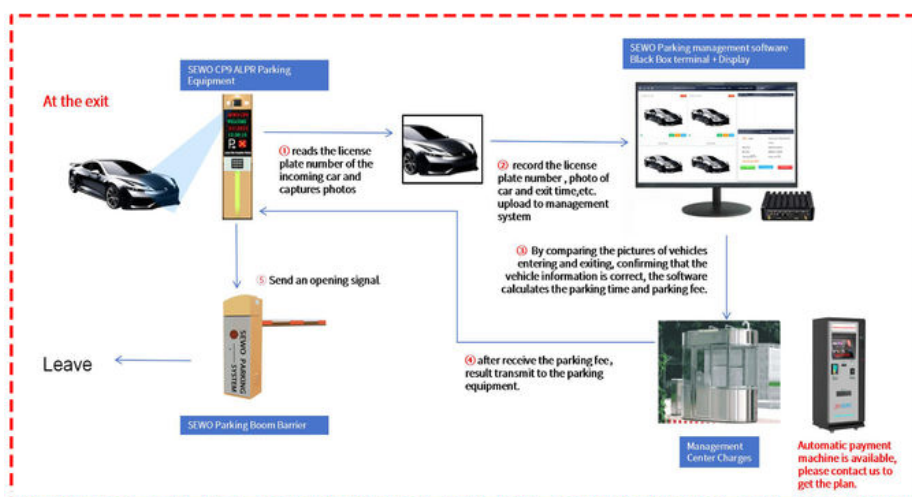 SEWO CP9 ALPR Parking
Equipment
SEWO Parking management software
Black Box terminal + Display
At the exit
① reads the license
plate number of the
incoming car and
captures photos
② record the license
plate number , photo of
car and exit time,etc.
upload to management
system
③ By comparing the pictures of vehicles
entering and exiting, confirming that the
vehicle information is correct, the software
calculates the parking time and parking fee.
⑤ Send an opening signal.
SEWO PARKING
SYSTEM
Leave
④ after receive the parking fee ,
result transmit to the parking
equipment.
SEWO Parking Boom Barrier
Management
Center Charges
Automatic payment
machine is available,
please contact us to
get the plan.